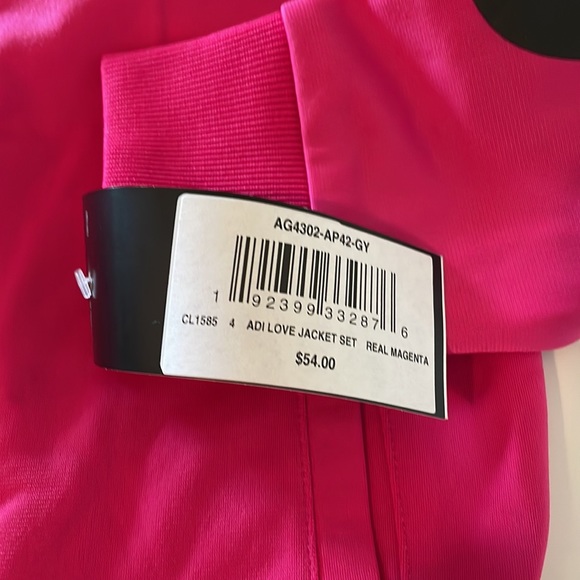 AG4302-AP42-GY
1 92399 33287 6
CL1585 4 ADI LOVE JACKET SET REAL MAGENTA
$54.00